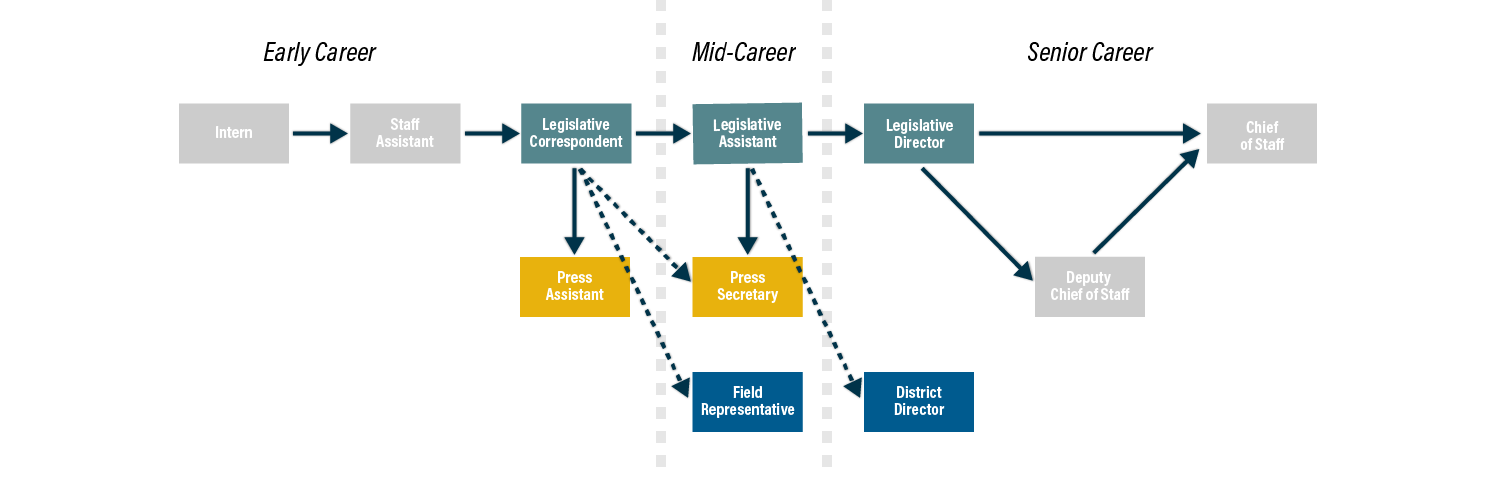 Early Career
Mid-Career
Senior Career
Intern
Staff
Assistant
Legislative
Correspondent
Legislative
Assistant
Legislative
Director
Chief
of Staff
Press
Assistant
Press
Secretary
Deputy
Chief of Staff
Field
Representative
District
Director